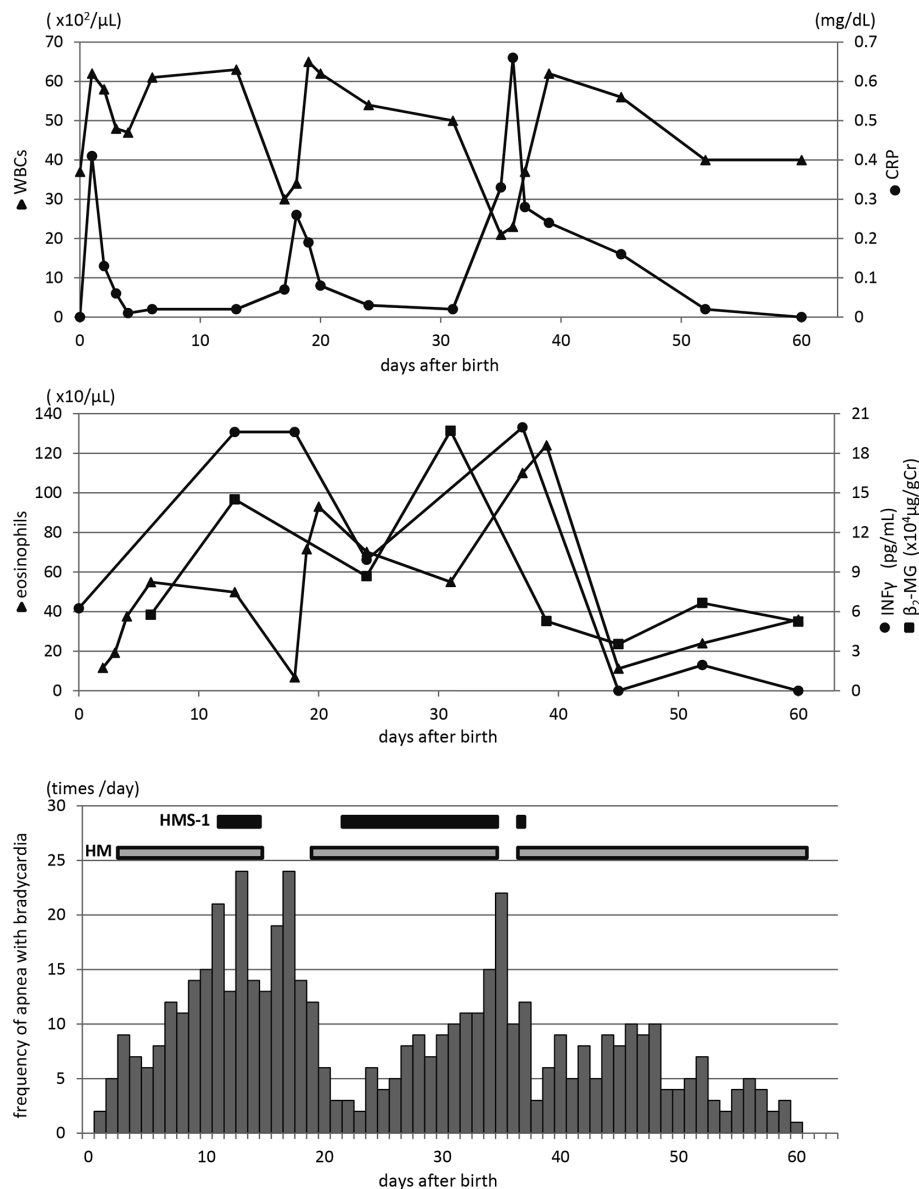 ( x10²/μL) (mg/dL)
70 0.7
60 0.6
50 0.5
40 0.4
30 0.3
20 0.2
10 0.1
0 0
▲ WBCs
● CRP
0 10 20 30 40 50 60
days after birth
( x10/μL)
140 21
120 18
100 15
80 12
60 9
40 6
20 3
0 0
▲ eosinophils
● INFγ (pg/mL)
■ β₂-MG (x10⁴μg/gCr)
0 10 20 30 40 50 60
days after birth
(times /day)
30
25
20
15
10
5
0
HMS-1
HM
frequency of apnea with bradycardia
0 10 20 30 40 50 60
days after birth